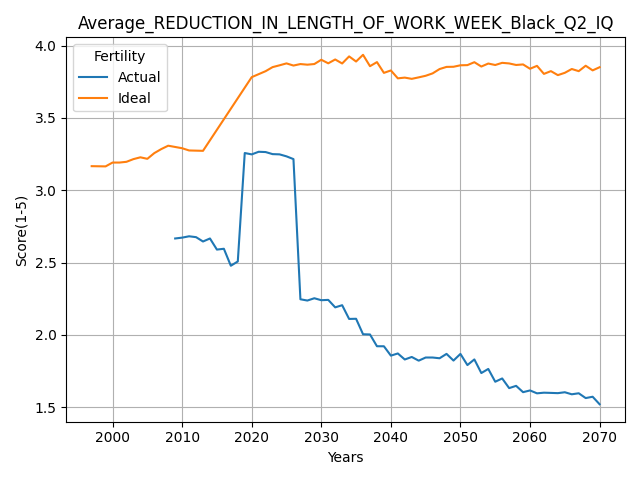 Average_REDUCTION_IN_LENGTH_OF_WORK_WEEK_Black_Q2_IQ
Fertility
Actual
Ideal
Score(1-5)
4.0
3.5
3.0
2.5
2.0
1.5
2000 2010 2020 2030 2040 2050 2060 2070
Years